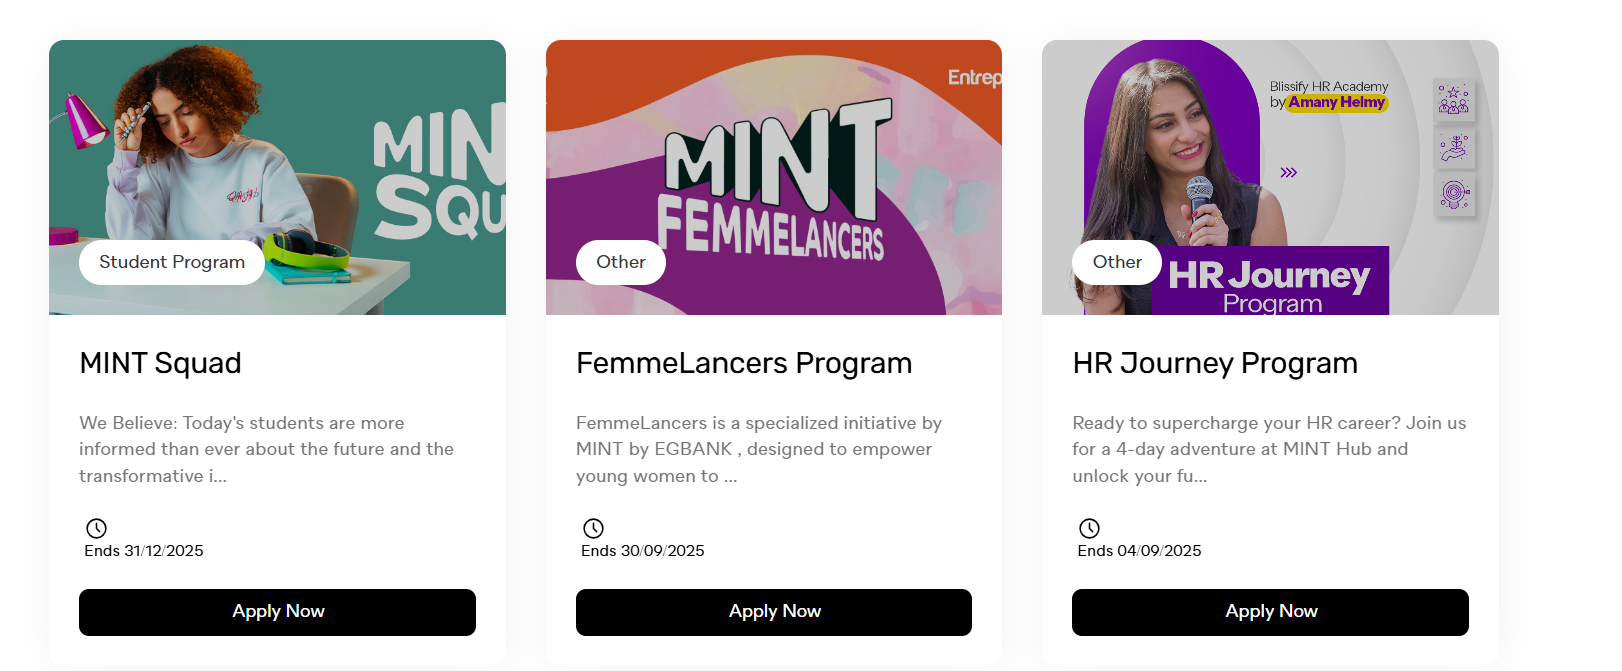 MIN
SQU
Student Program
MINT Squad
We Believe: Today's students are more
informed than ever about the future and the
transformative i...
Ends 31/12/2025
Apply Now
Entrep
MINT
FEMMELANCERS
Other
FemmeLancers Program
FemmeLancers is a specialized initiative by
MINT by EGBANK , designed to empower
young women to ...
Ends 30/09/2025
Apply Now
Blissify HR Academy
by Amany Helmy
HR Journey
Program
Other
HR Journey Program
Ready to supercharge your HR career? Join us
for a 4-day adventure at MINT Hub and
unlock your fu...
Ends 04/09/2025
Apply Now